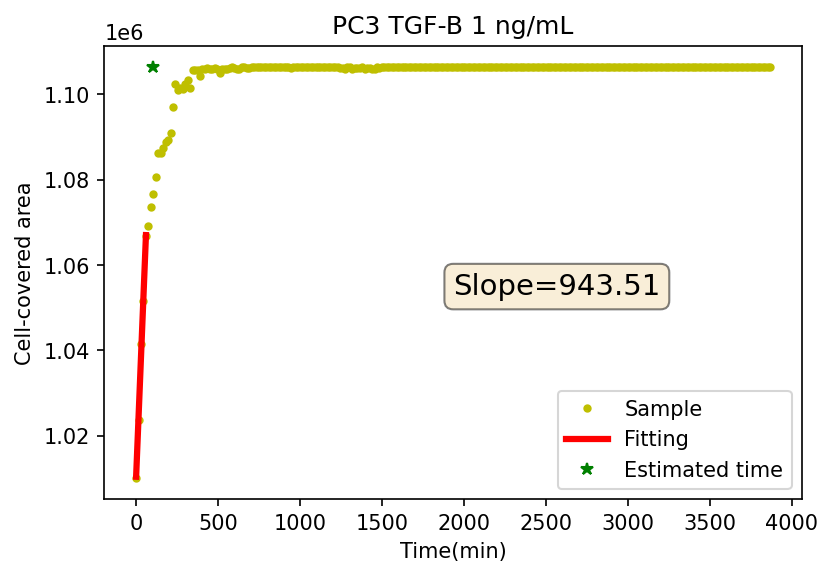 PC3 TGF-B 1 ng/mL
1e6
1.10
1.08
1.06
1.04
1.02
Cell-covered area
Slope=943.51
Sample
Fitting
Estimated time
0 500 1000 1500 2000 2500 3000 3500 4000
Time(min)